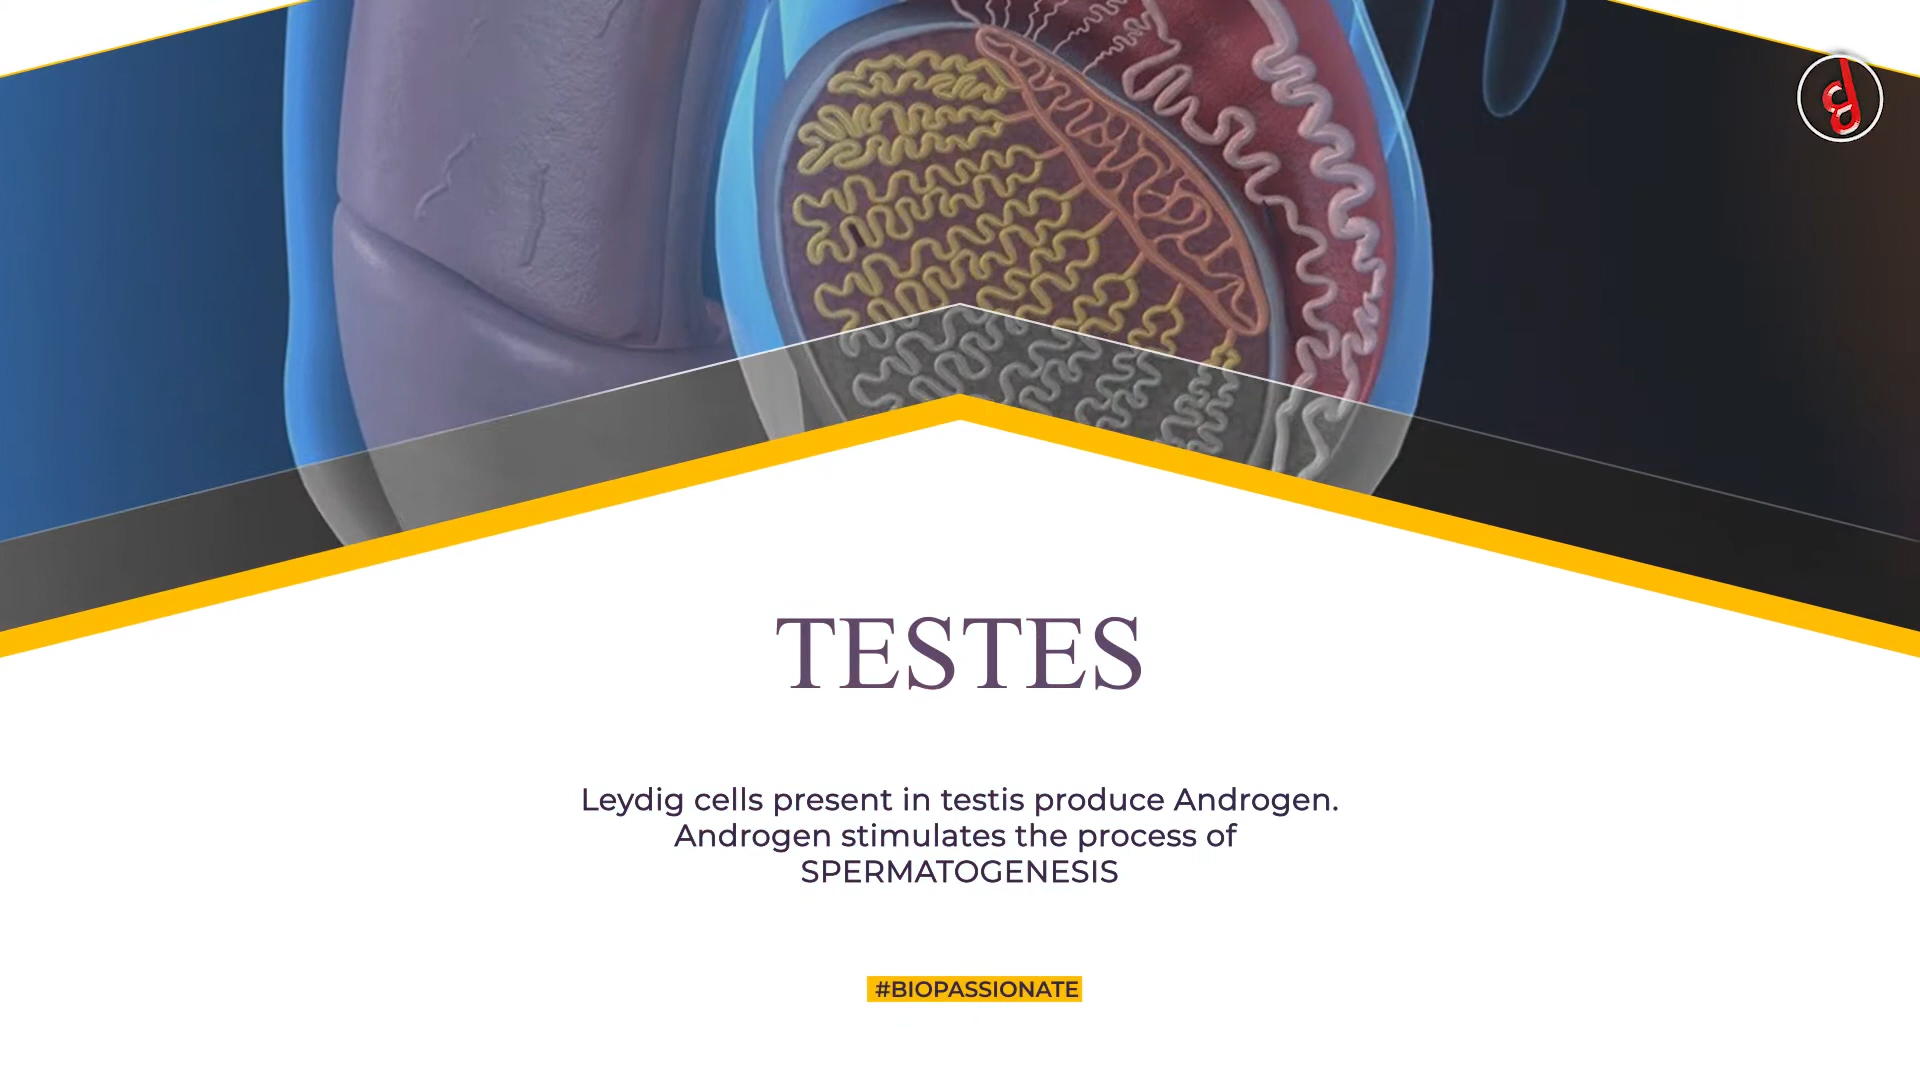 TESTES
Leydig cells present in testis produce Androgen.
Androgen stimulates the process of
SPERMATOGENESIS
#BIOPASSIONATE